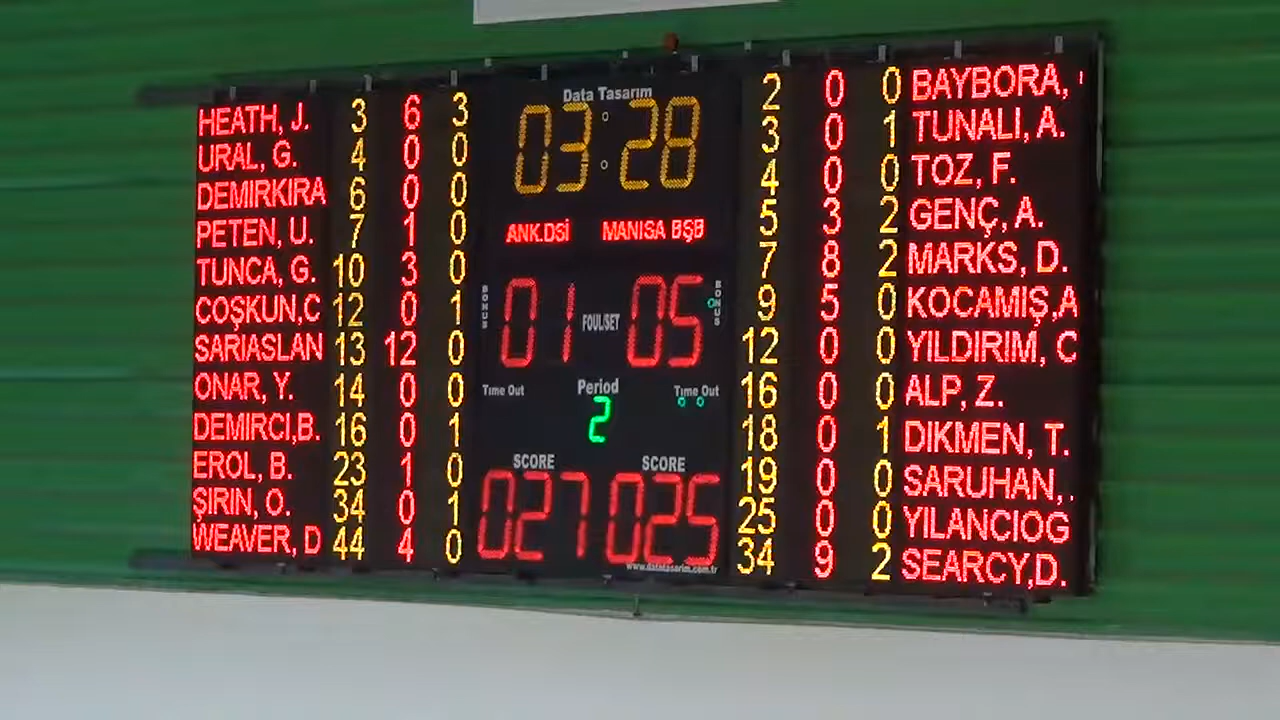 Data Tasarım
03:28
ANK.DSİ MANISA BŞB
BONUS 01 FOUL/SET 05 BONUS
Time Out Period Time Out
2
SCORE SCORE
027 025
www.datatasarim.com.tr
HEATH, J. 3 6 3
URAL, G. 4 0 0
DEMIRKIRA 6 0 0
PETEN, U. 7 1 0
TUNCA, G. 10 3 0
COŞKUN,C 12 0 1
SARIASLAN 13 12 0
ONAR, Y. 14 0 0
DEMIRCI,B. 16 0 1
EROL, B. 23 1 0
ŞIRIN, O. 34 0 1
WEAVER, D 44 4 0
2 0 0 BAYBORA,
3 0 1 TUNALI, A.
4 0 0 TOZ, F.
5 3 2 GENÇ, A.
7 8 2 MARKS, D.
9 5 0 KOCAMIŞ,A
12 0 0 YILDIRIM, C
16 0 0 ALP, Z.
18 0 1 DIKMEN, T.
19 0 0 SARUHAN, .
25 0 0 YILANCIOG
34 9 2 SEARCY,D.